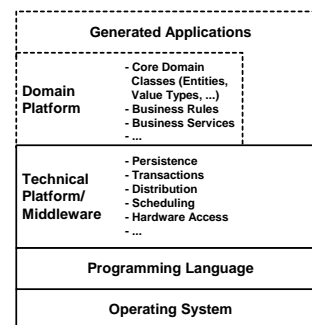 Generated Applications
Domain
Platform
- Core Domain
Classes (Entities,
Value Types, ...)
- Business Rules
- Business Services
- ...
Technical
Platform/
Middleware
- Persistence
- Transactions
- Distribution
- Scheduling
- Hardware Access
- ...
Programming Language
Operating System